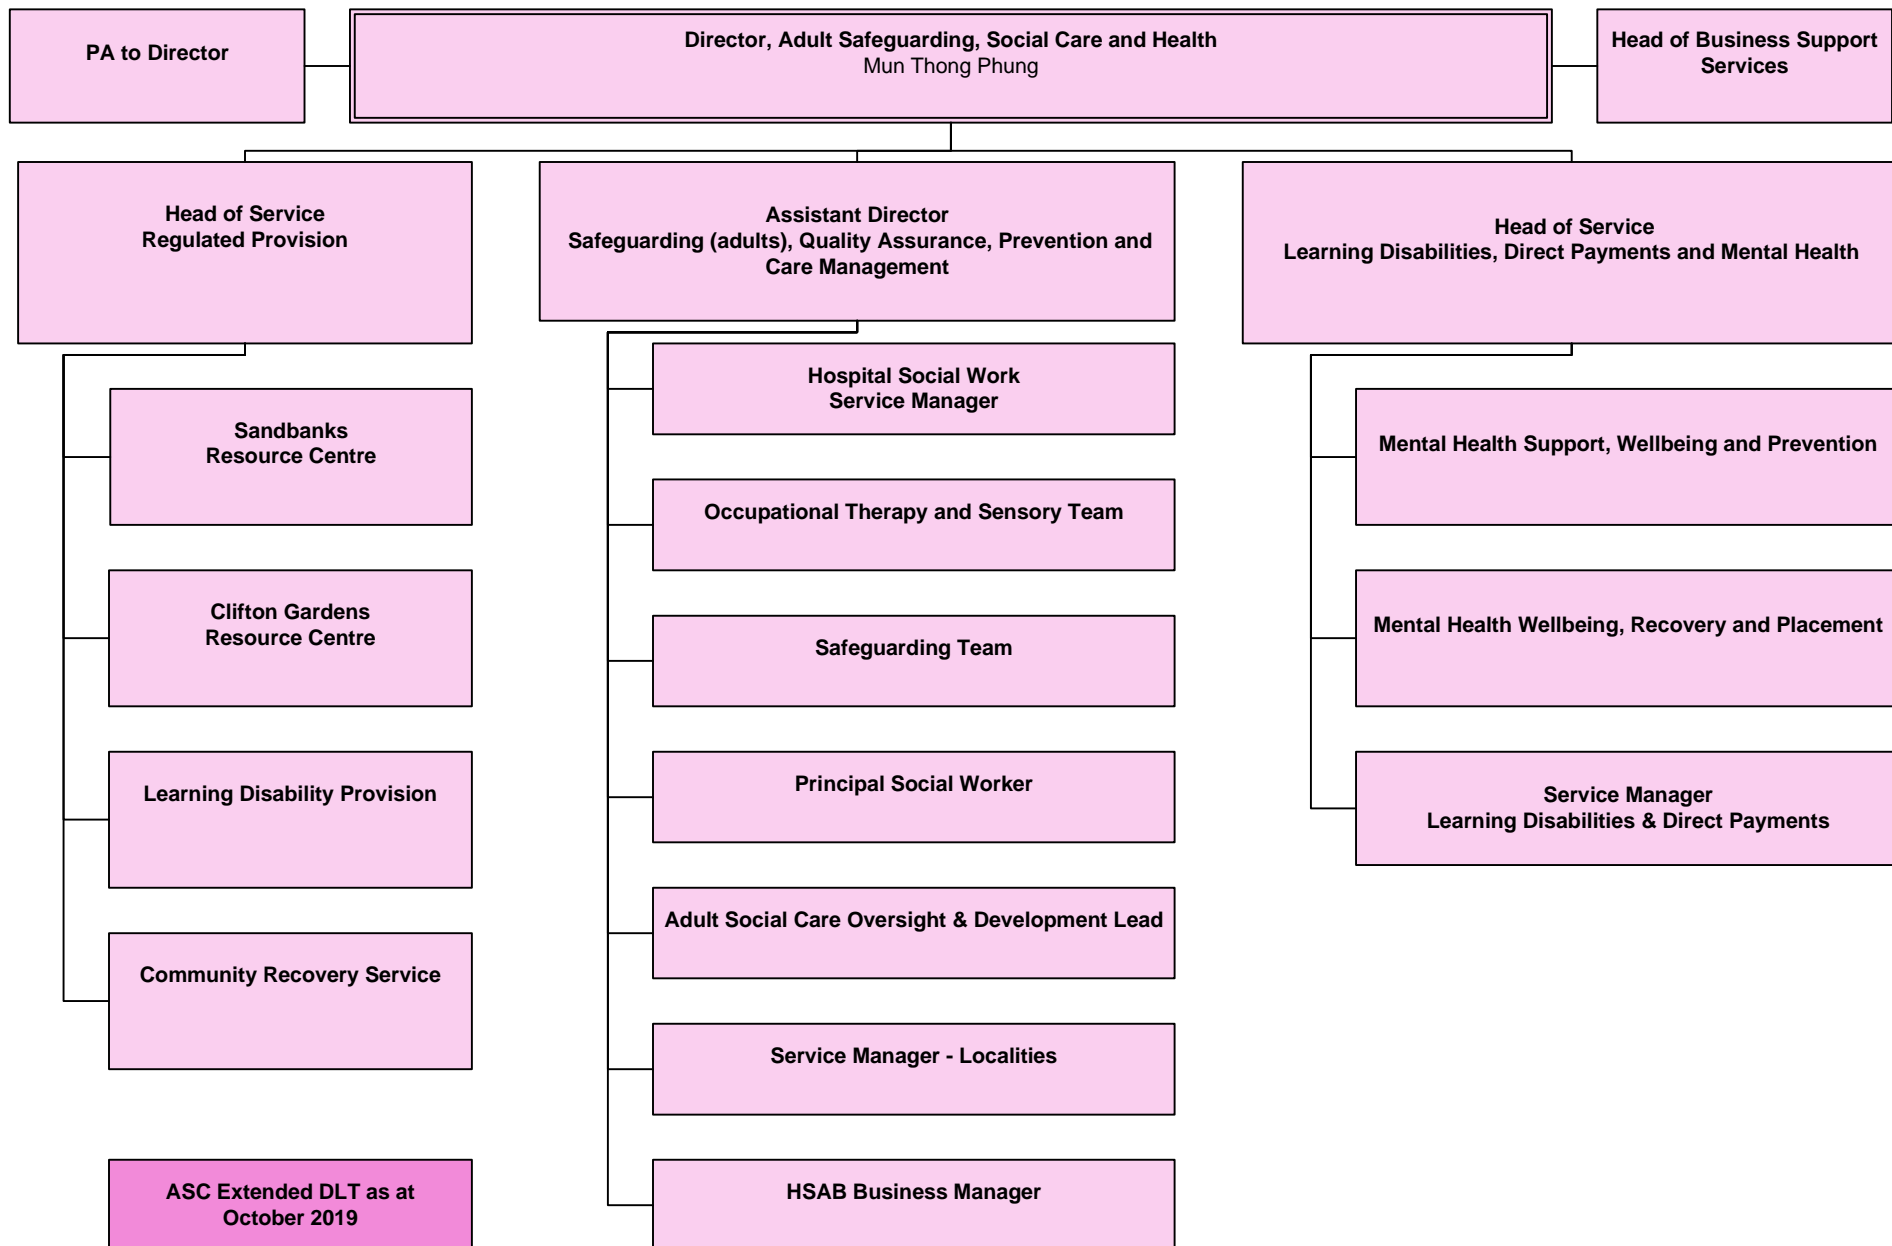 PA to Director
Director, Adult Safeguarding, Social Care and Health
Mun Thong Phung
Head of Business Support
Services
Head of Service
Regulated Provision
Sandbanks
Resource Centre
Clifton Gardens
Resource Centre
Learning Disability Provision
Community Recovery Service
ASC Extended DLT as at
October 2019
Assistant Director
Safeguarding (adults), Quality Assurance, Prevention and
Care Management
Hospital Social Work
Service Manager
Occupational Therapy and Sensory Team
Safeguarding Team
Principal Social Worker
Adult Social Care Oversight & Development Lead
Service Manager - Localities
HSAB Business Manager
Head of Service
Learning Disabilities, Direct Payments and Mental Health
Mental Health Support, Wellbeing and Prevention
Mental Health Wellbeing, Recovery and Placement
Service Manager
Learning Disabilities & Direct Payments